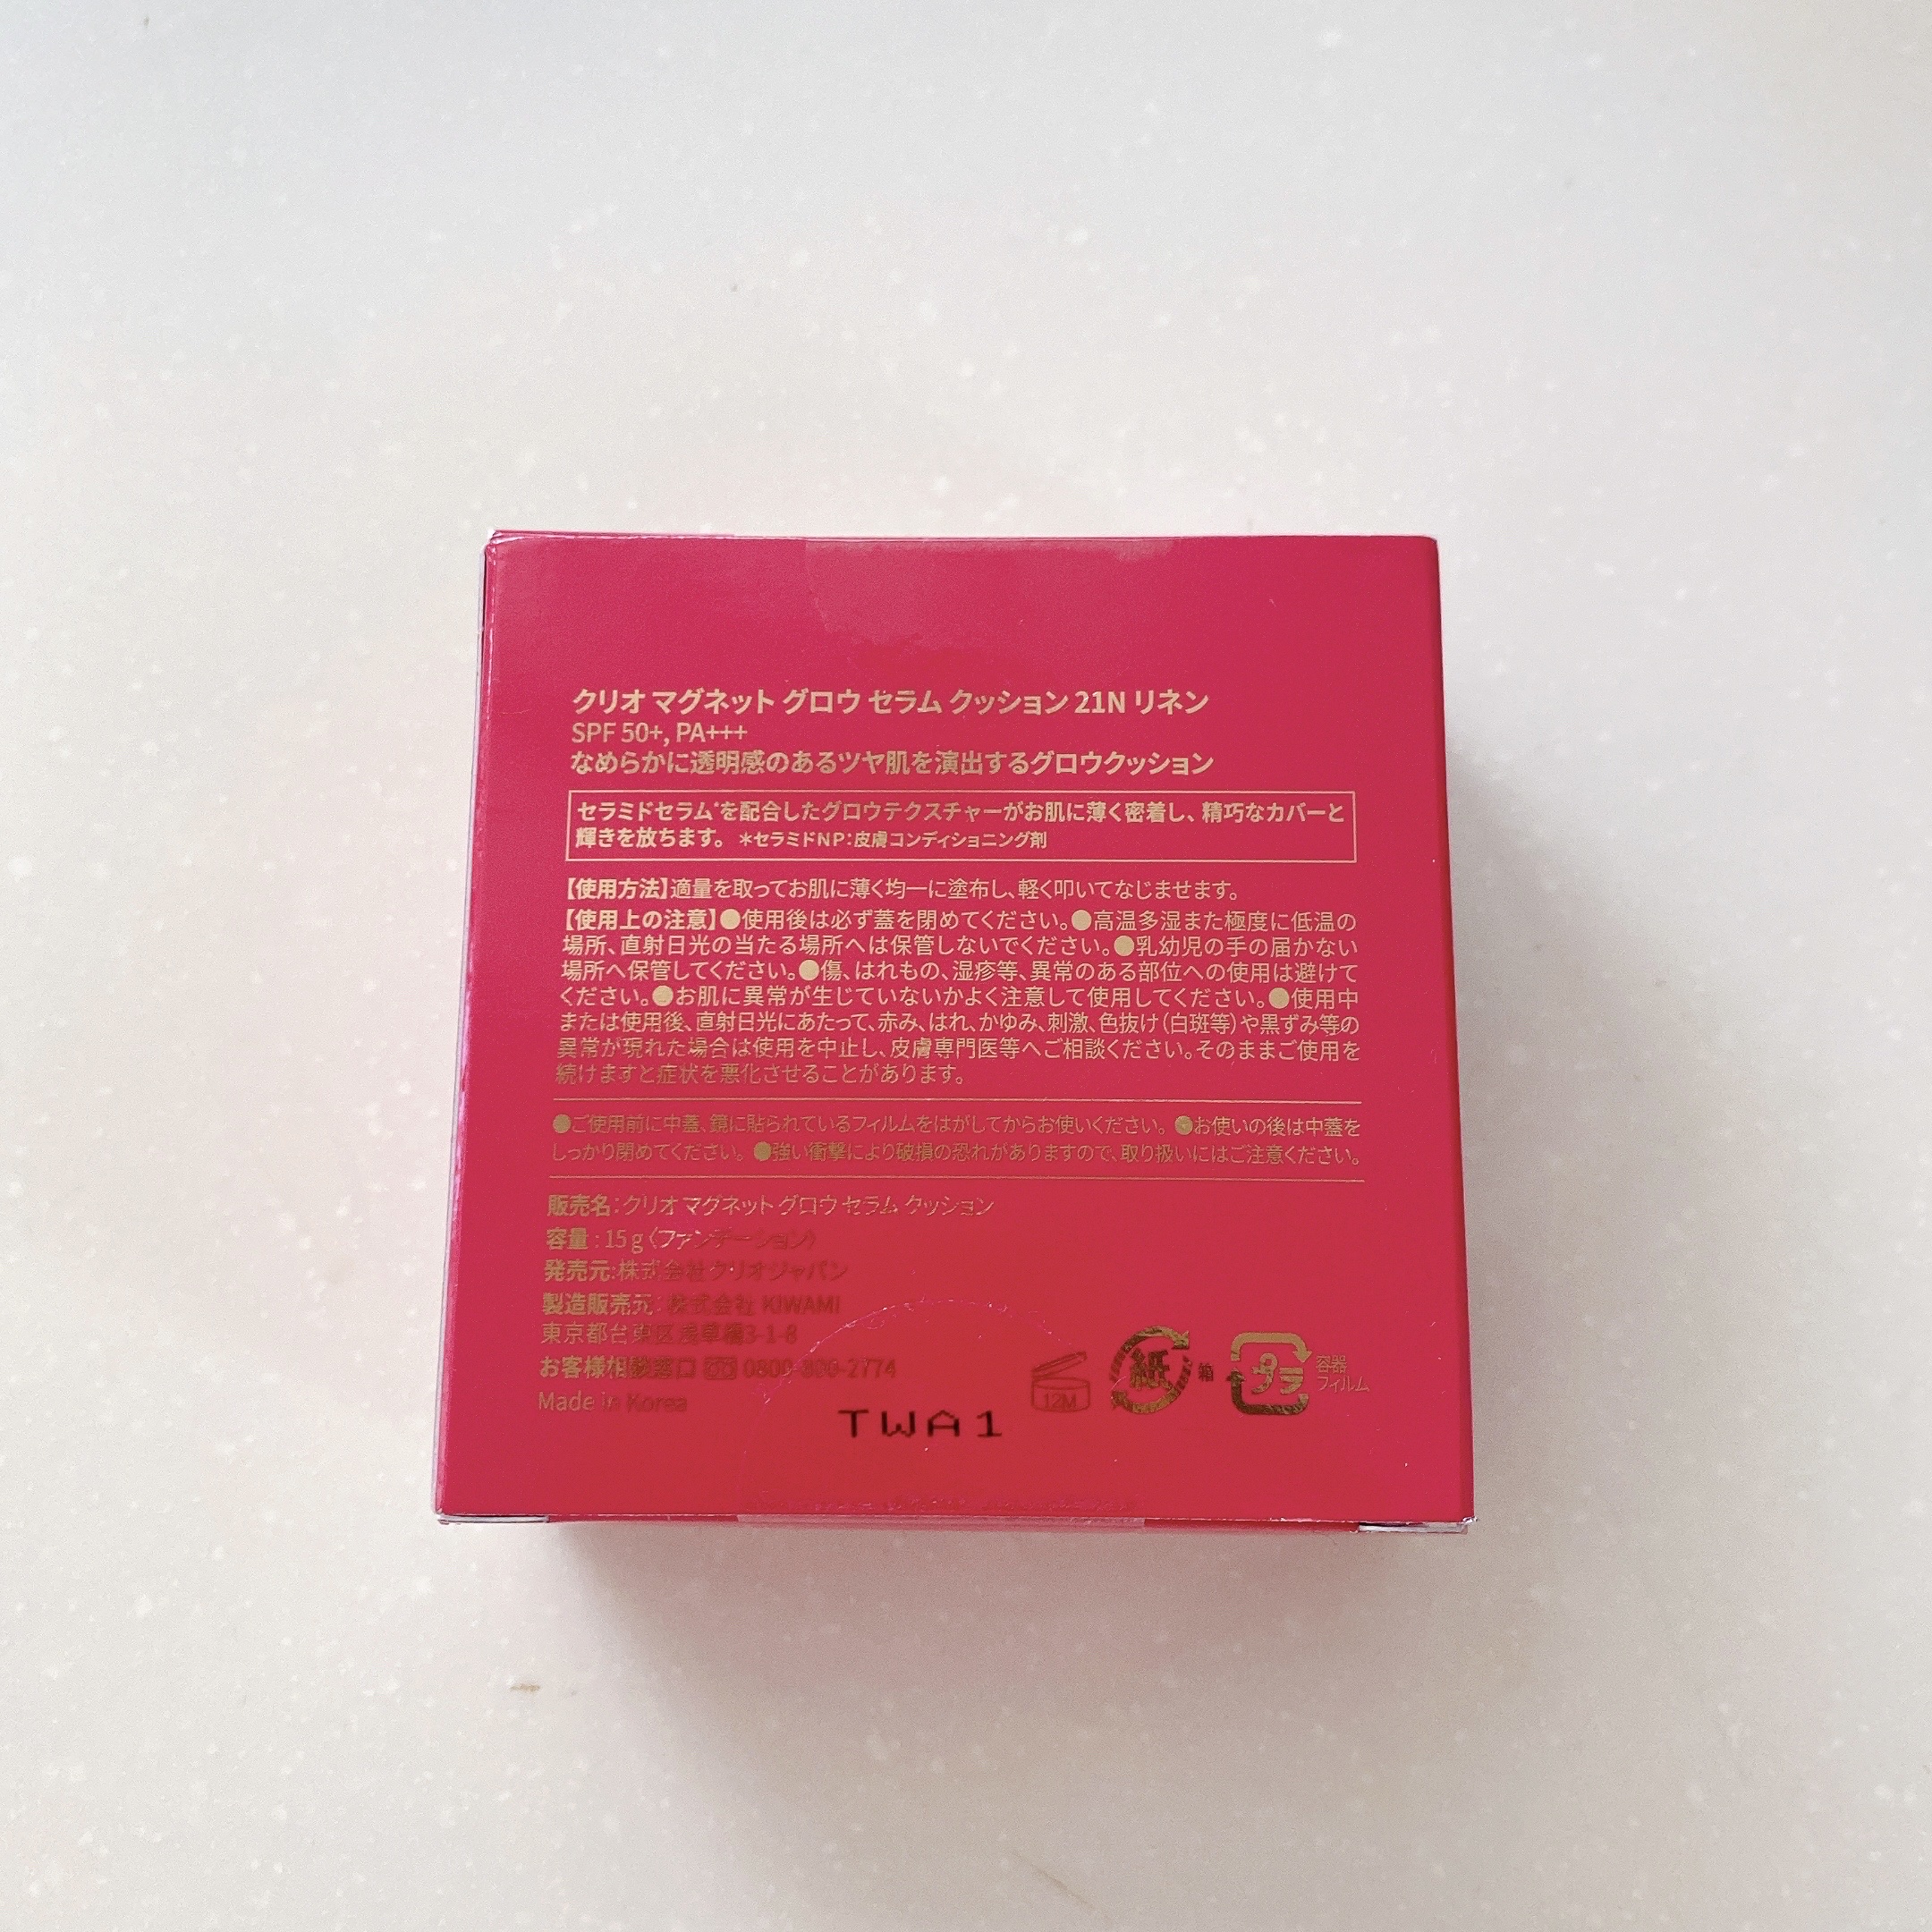 クリオ マグネット グロウ セラム クッション 21N リネン
SPF 50+, PA+++
なめらかに透明感のあるツヤ肌を演出するグロウクッション
セラミドセラム*を配合したグロウテクスチャーがお肌に薄く密着し、精巧なカバーと
輝きを放ちます。 *セラミドNP：皮膚コンディショニング剤
【使用方法】適量を取ってお肌に薄く均一に塗布し、軽く叩いてなじませます。
【使用上の注意】●使用後は必ず蓋を閉めてください。●高温多湿また極度に低温の
場所、直射日光の当たる場所へは保管しないでください。●乳幼児の手の届かない
場所へ保管してください。●傷、はれもの、湿疹等、異常のある部位への使用は避けて
ください。●お肌に異常が生じていないかよく注意して使用してください。●使用中
または使用後、直射日光にあたって、赤み、はれ、かゆみ、刺激、色抜け（白斑等）や黒ずみ等の
異常が現れた場合は使用を中止し、皮膚専門医等へご相談ください。そのままご使用を
続けますと症状を悪化させることがあります。
●ご使用前に中蓋、鏡に貼られているフィルムをはがしてからお使いください。 ●お使いの後は中蓋を
しっかり閉めてください。 ●強い衝撃により破損の恐れがありますので、取り扱いにはご注意ください。
販売名：クリオ マグネット グロウ セラム クッション
容量：15g〈ファンデーション〉
発売元：株式会社クリオジャパン
製造販売元：株式会社 KIWAMI
東京都台東区浅草橋3-1-8
お客様相談窓口 0800-800-2774
Made in Korea
TWA1
12M
紙
箱
プラ
容器
フィルム